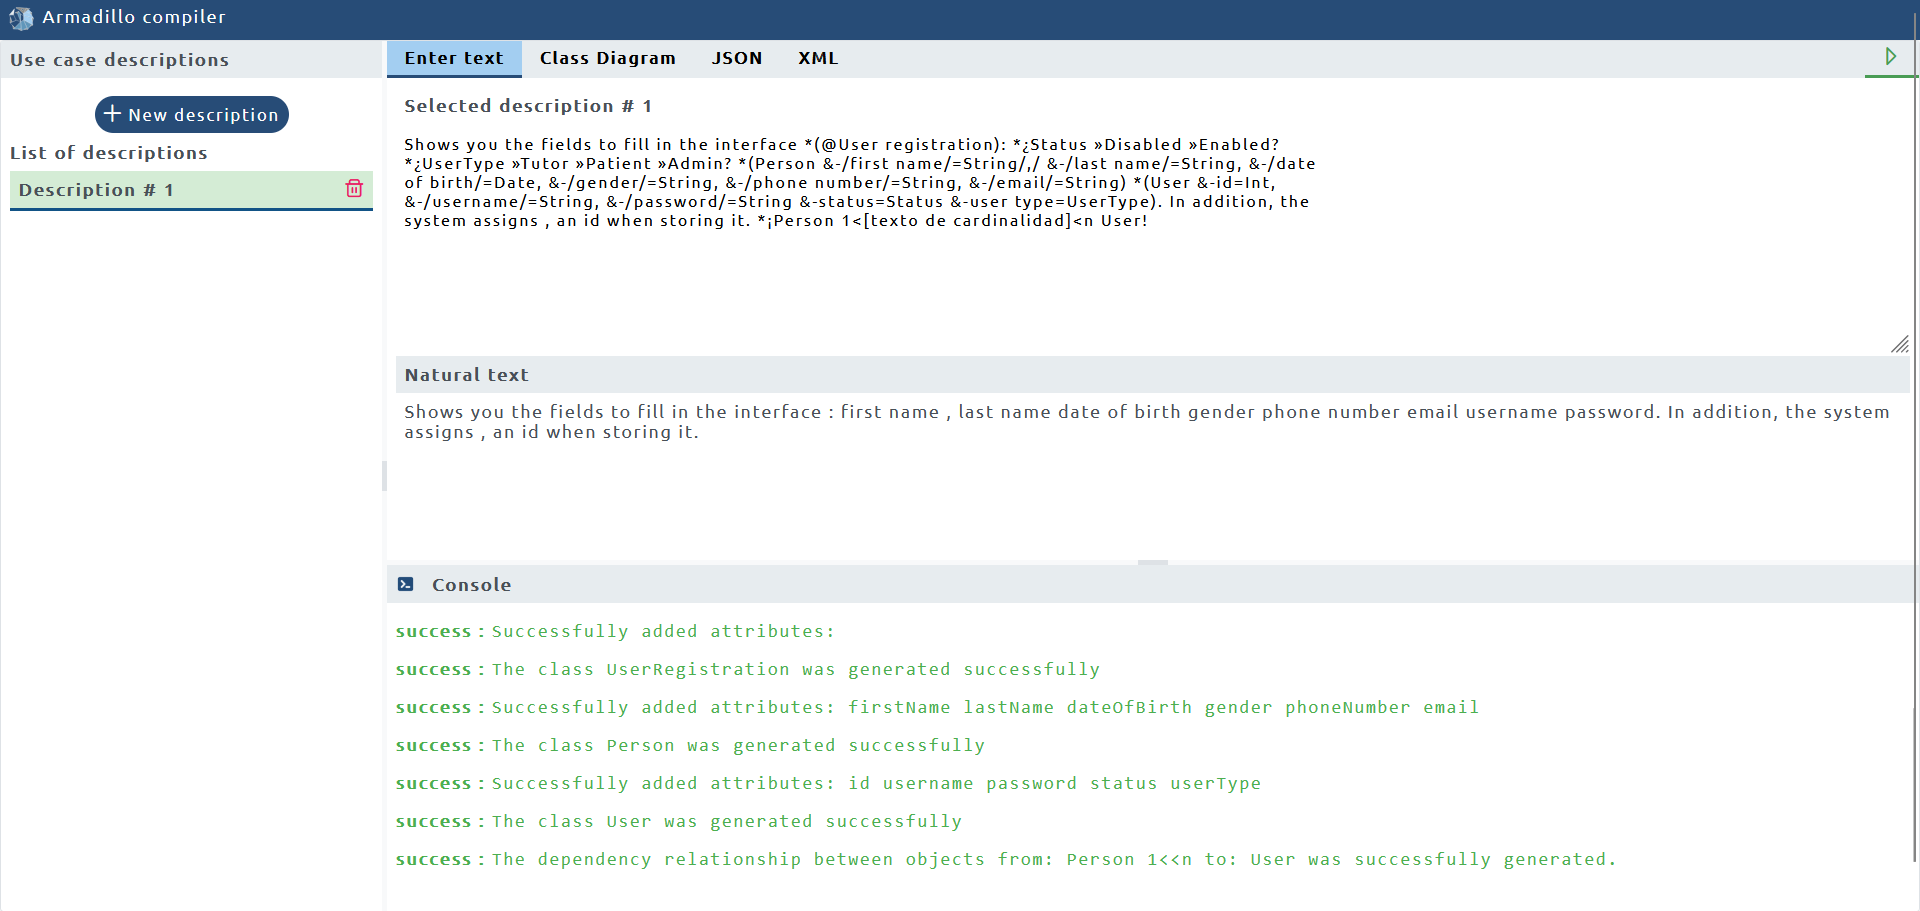 Armadillo compiler
Use case descriptions
Enter text Class Diagram JSON XML
+ New description
List of descriptions
Description # 1
Selected description # 1
Shows you the fields to fill in the interface *(@User registration): *¿Status »Disabled »Enabled?
*¿UserType »Tutor »Patient »Admin? *(Person &-/first name/=String/,/ &-/last name/=String, &-/date
of birth/=Date, &-/gender/=String, &-/phone number/=String, &-/email/=String) *(User &-id=Int,
&-/username/=String, &-/password/=String &-status=Status &-user type=UserType). In addition, the
system assigns , an id when storing it. *¡Person 1<[texto de cardinalidad]<n User!
Natural text
Shows you the fields to fill in the interface : first name , last name date of birth gender phone number email username password. In addition, the system
assigns , an id when storing it.
Console
success : Successfully added attributes:
success : The class UserRegistration was generated successfully
success : Successfully added attributes: firstName lastName dateOfBirth gender phoneNumber email
success : The class Person was generated successfully
success : Successfully added attributes: id username password status userType
success : The class User was generated successfully
success : The dependency relationship between objects from: Person 1<<n to: User was successfully generated.